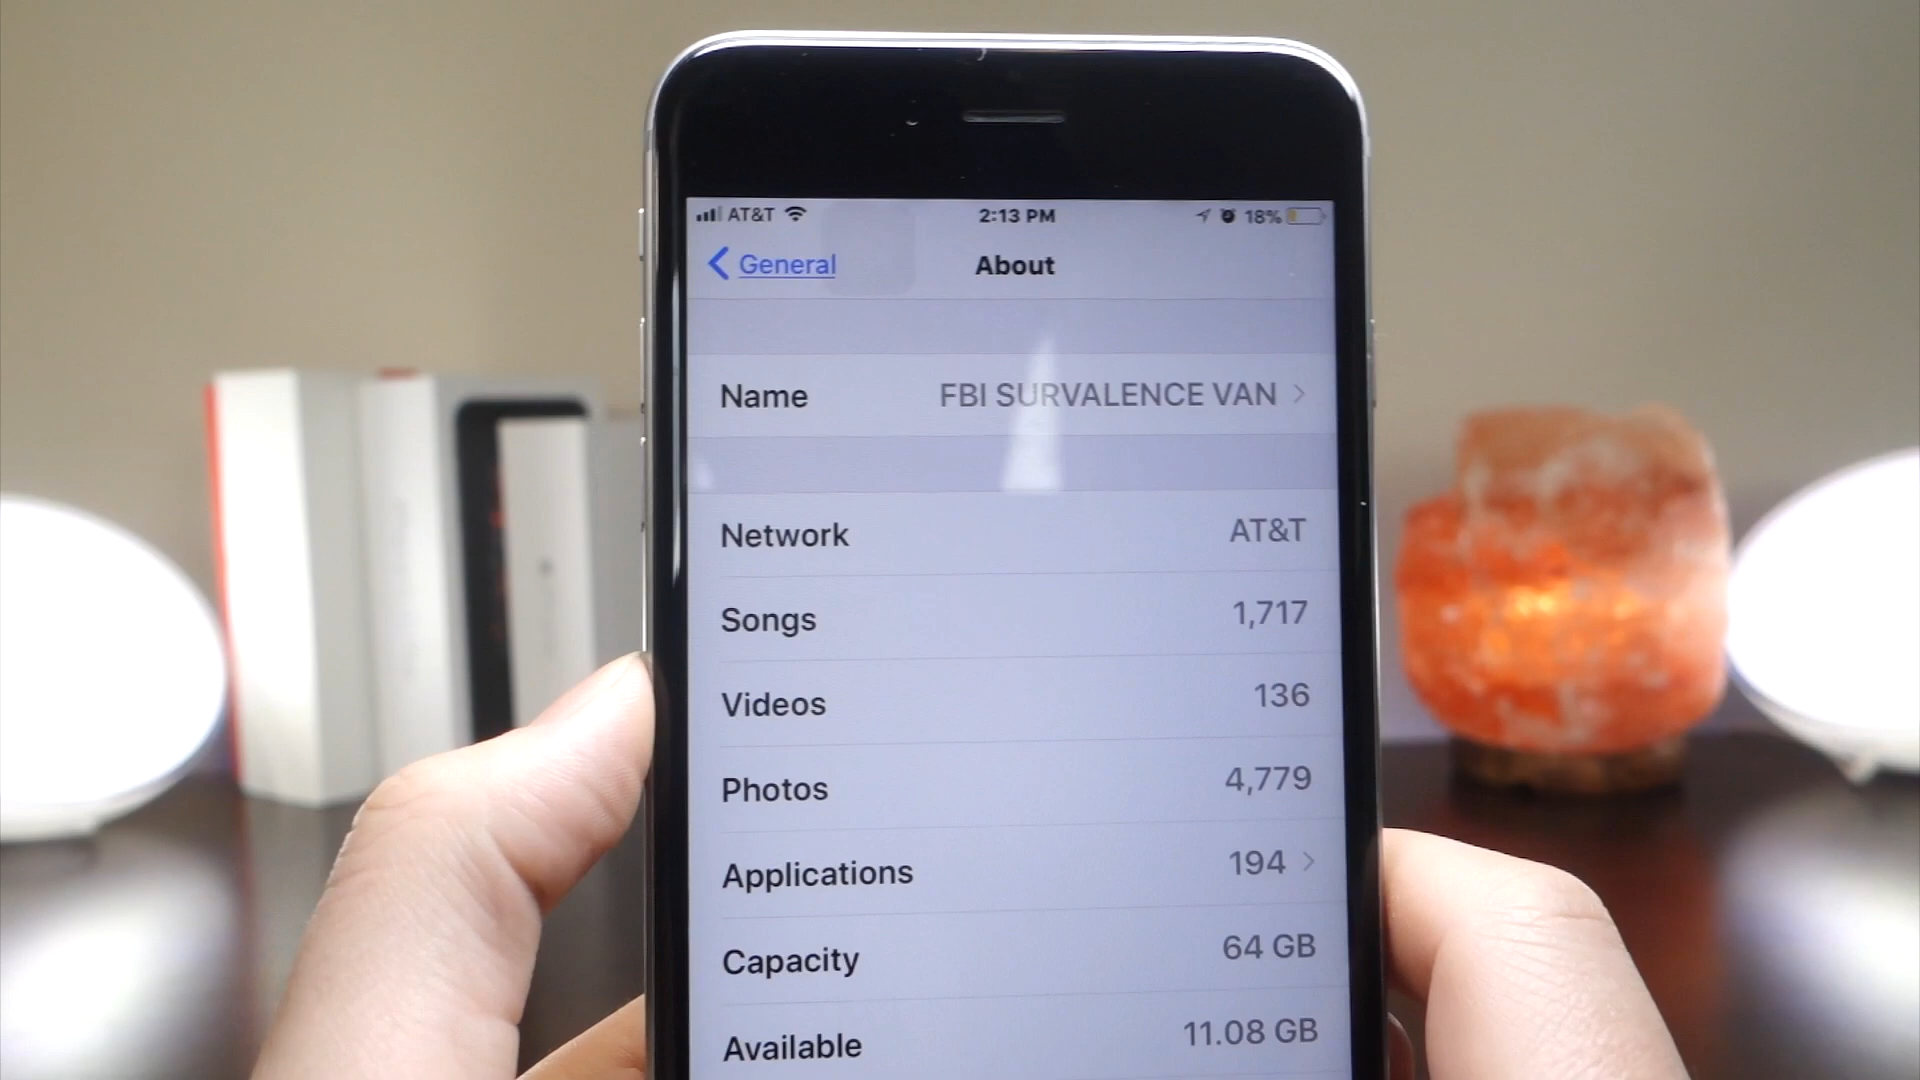 AT&T 2:13 PM 18%
General About
Name FBI SURVALENCE VAN
Network AT&T
Songs 1,717
Videos 136
Photos 4,779
Applications 194
Capacity 64 GB
Available 11.08 GB